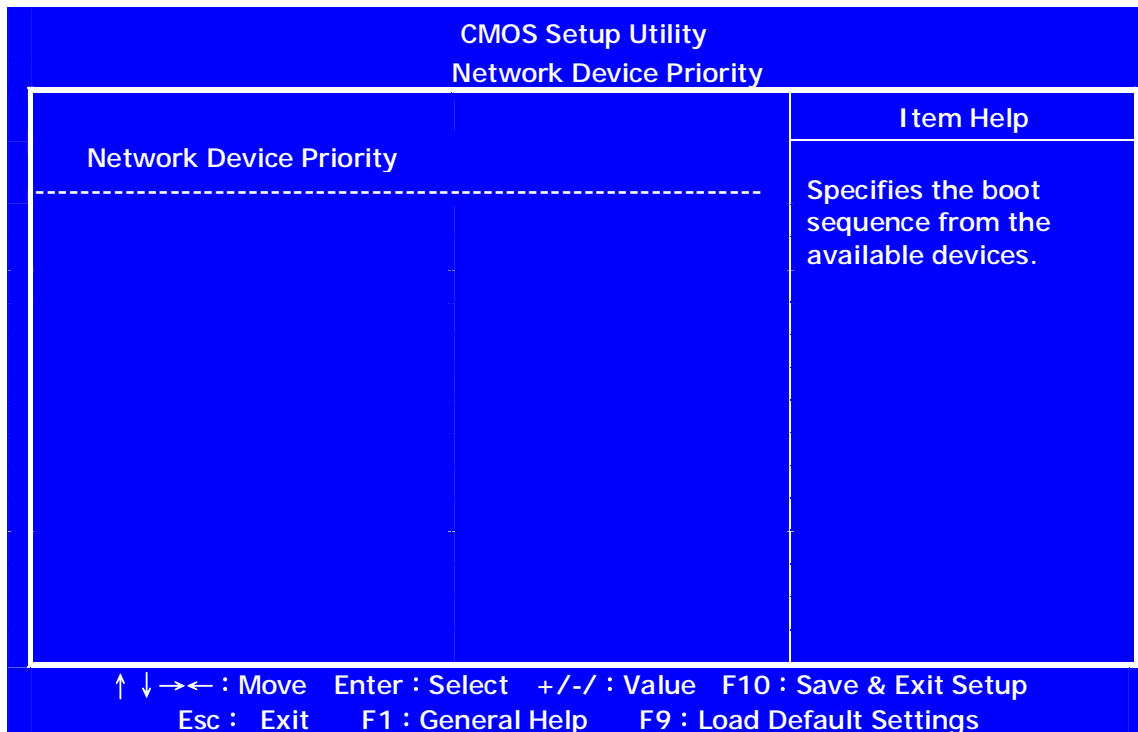 CMOS Setup Utility
Network Device Priority
Item Help
Network Device Priority
------------------------------------------------------------------
Specifies the boot
sequence from the
available devices.
↑ ↓→←：Move Enter：Select +/-/：Value F10：Save & Exit Setup
Esc： Exit F1：General Help F9：Load Default Settings